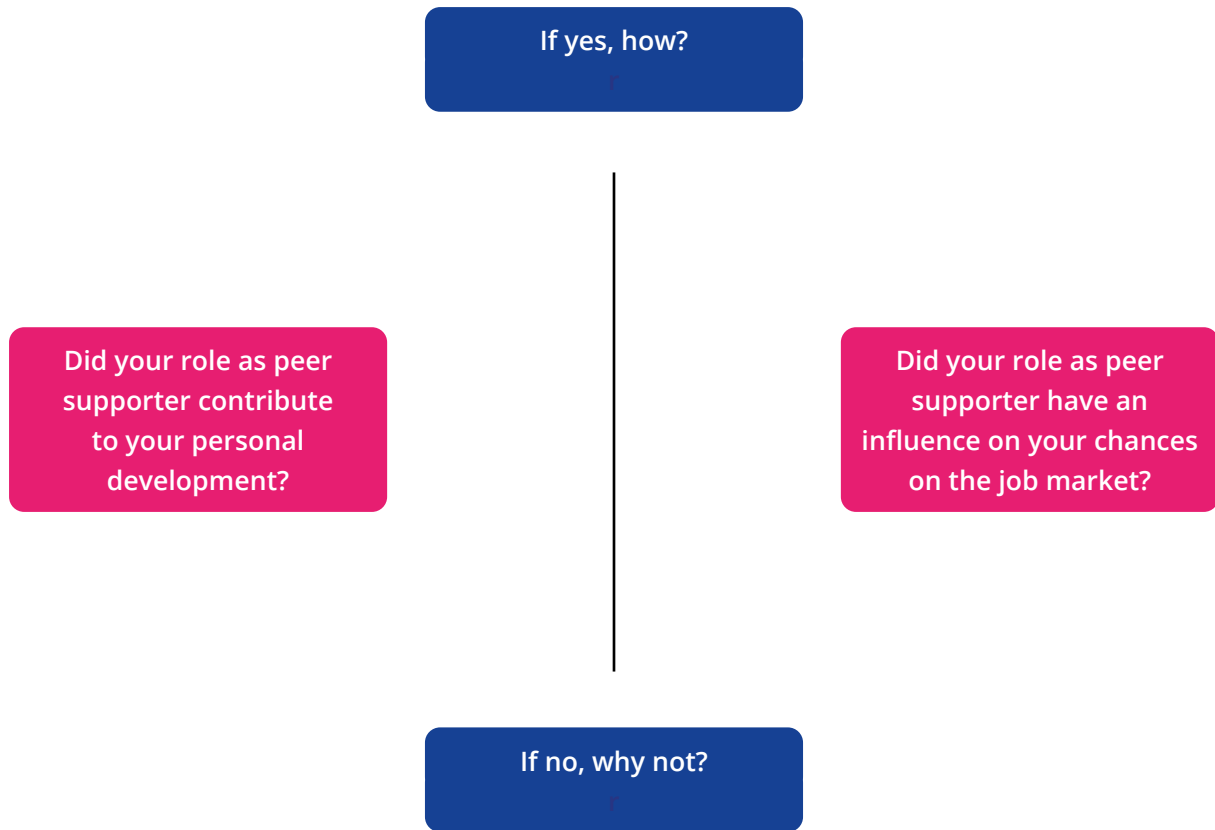 If yes, how?
r
Did your role as peer
supporter contribute
to your personal
development?
Did your role as peer
supporter have an
influence on your chances
on the job market?
If no, why not?
r